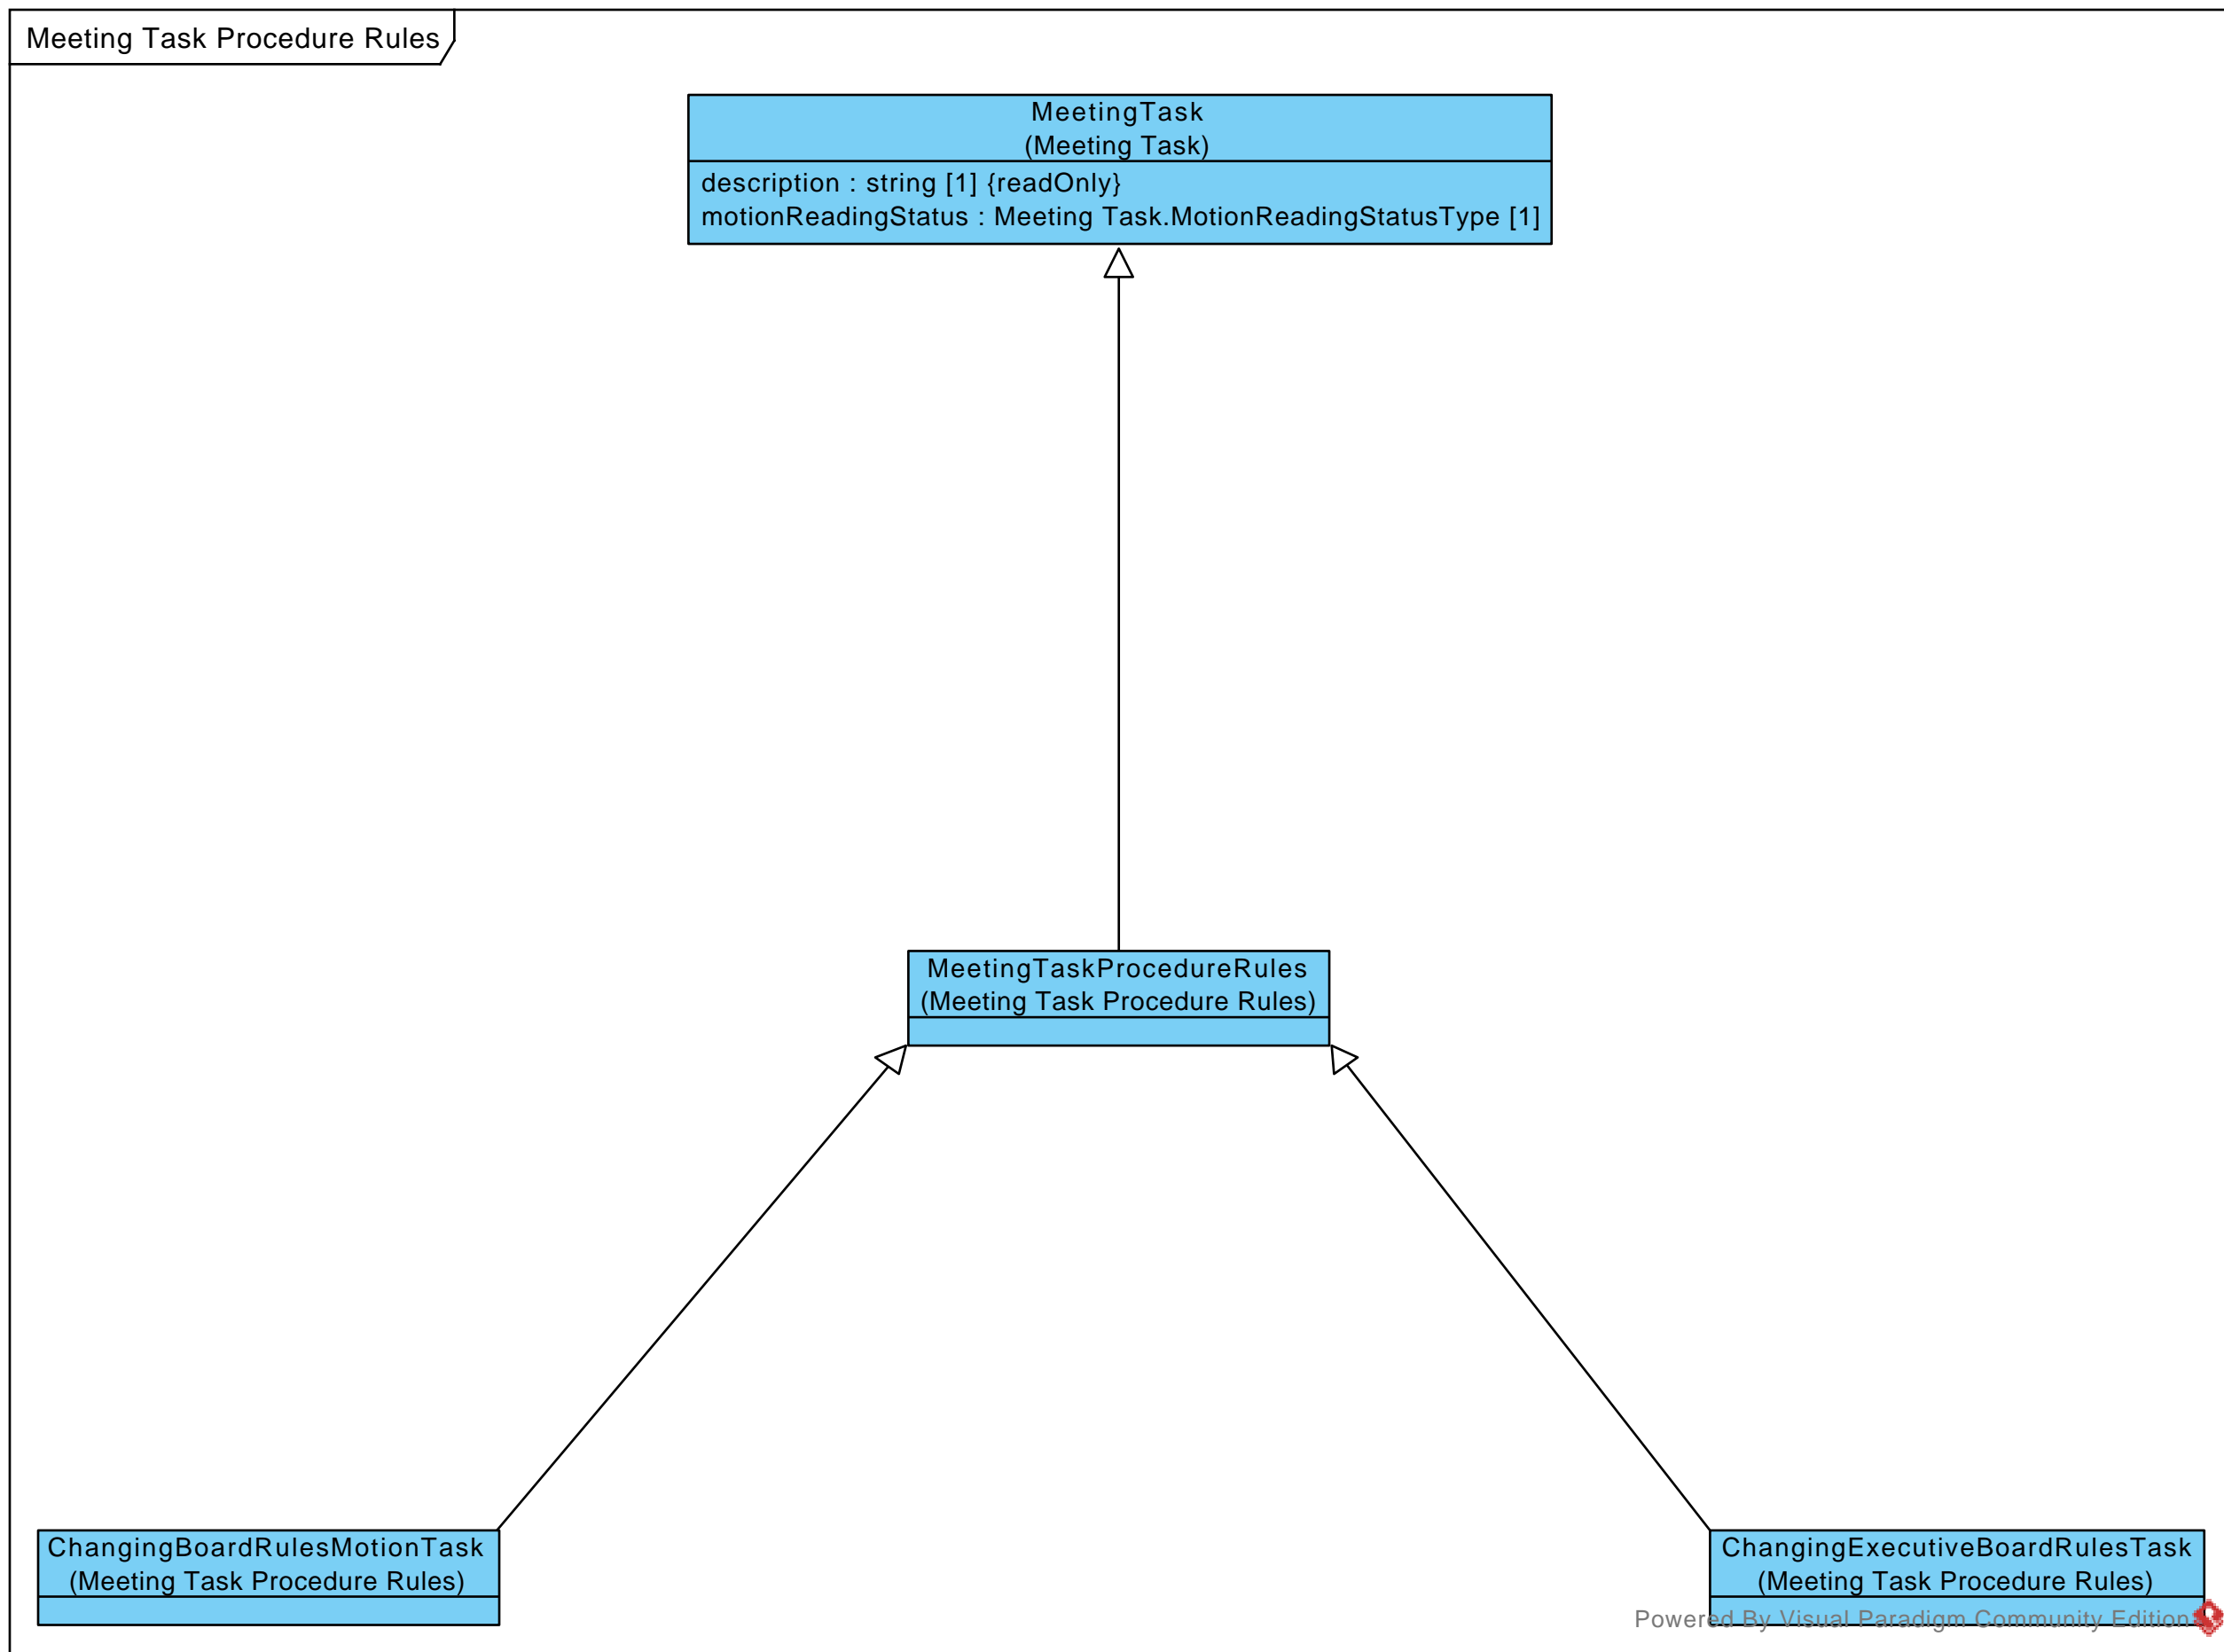 Meeting Task Procedure Rules
MeetingTask
(Meeting Task)
description : string [1] {readOnly}
motionReadingStatus : Meeting Task.MotionReadingStatusType [1]
MeetingTaskProcedureRules
(Meeting Task Procedure Rules)
ChangingBoardRulesMotionTask
(Meeting Task Procedure Rules)
ChangingExecutiveBoardRulesTask
(Meeting Task Procedure Rules)
Powered By Visual Paradigm Community Edition